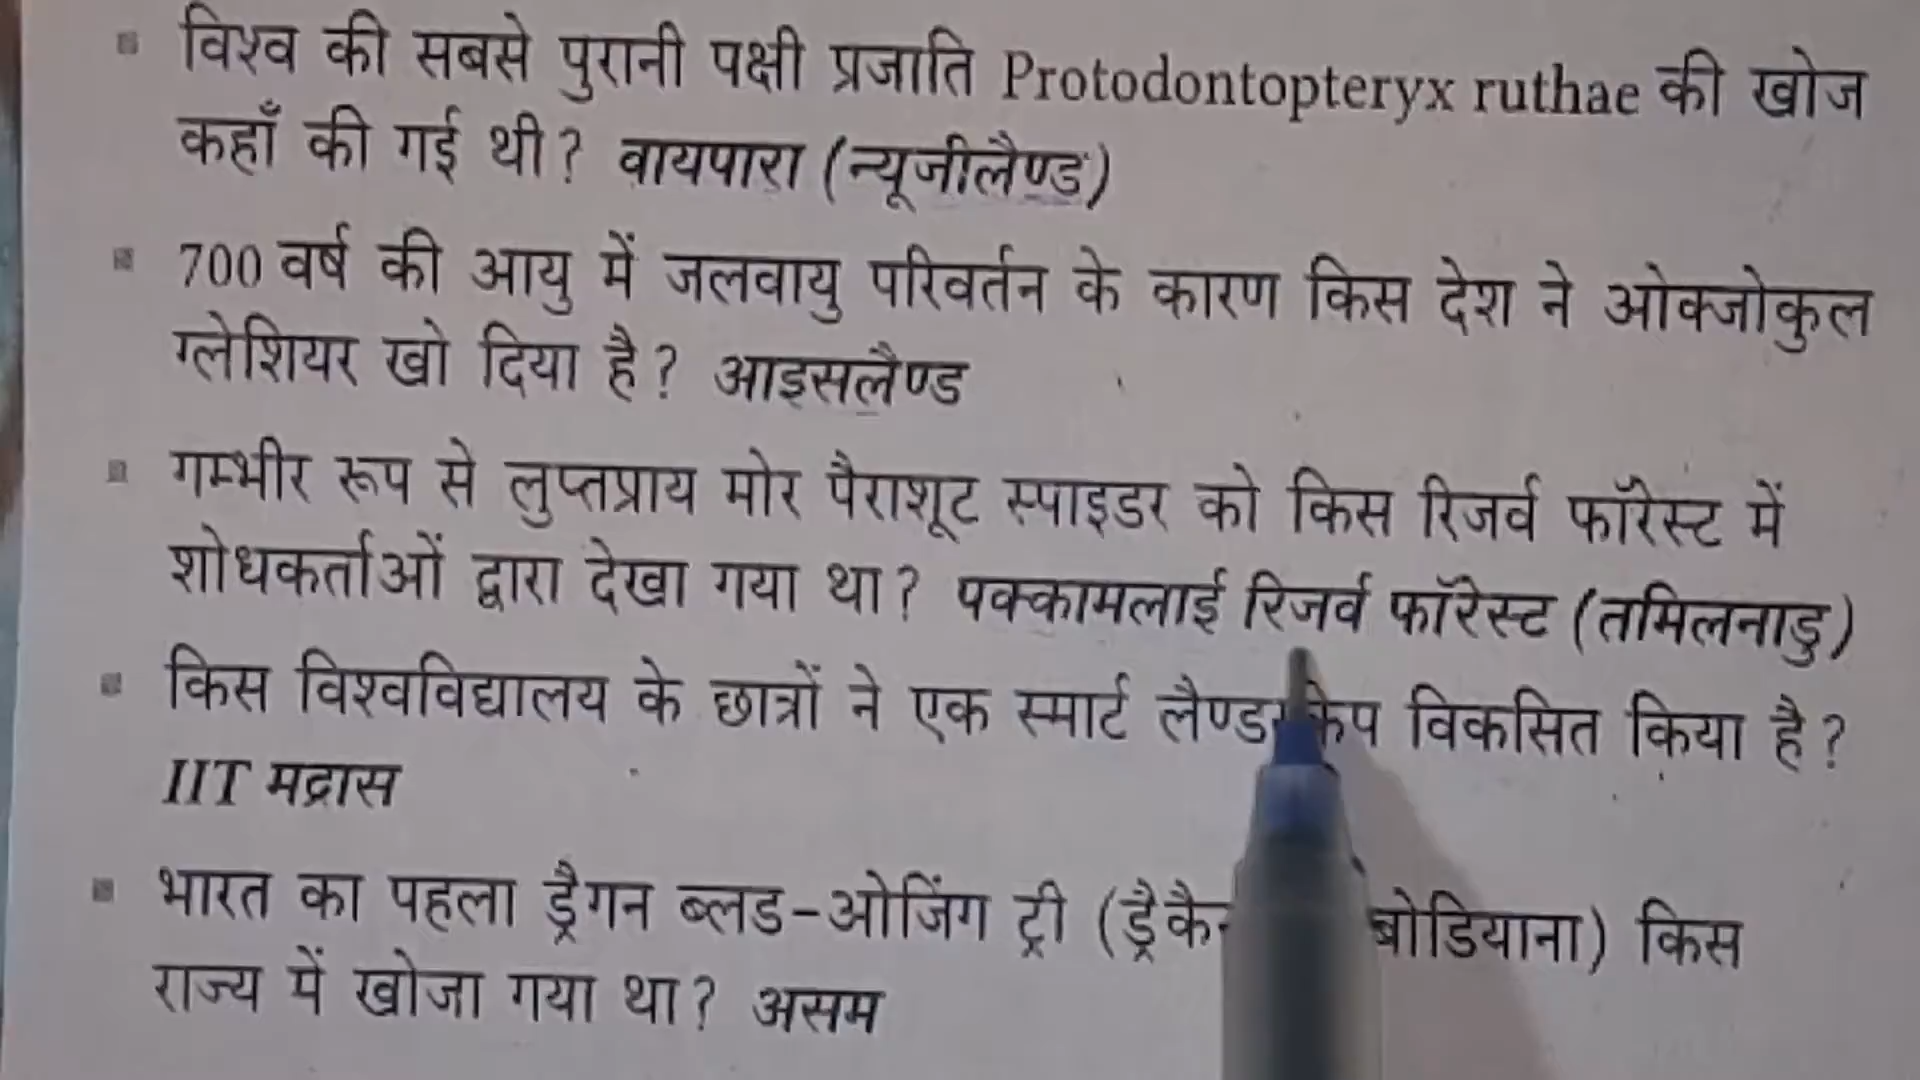 विश्व की सबसे पुरानी पक्षी प्रजाति Protodontopteryx ruthae की खोज
कहाँ की गई थी? वायपारा (न्यूजीलैण्ड)
700 वर्ष की आयु में जलवायु परिवर्तन के कारण किस देश ने ओक्जोकुल
ग्लेशियर खो दिया है? आइसलैण्ड
गम्भीर रूप से लुप्तप्राय मोर पैराशूट स्पाइडर को किस रिजर्व फॉरेस्ट में
शोधकर्ताओं द्वारा देखा गया था? पक्कामलाई रिजर्व फॉरेस्ट (तमिलनाडु)
किस विश्वविद्यालय के छात्रों ने एक स्मार्ट विकसित किया है?
IIT मद्रास
भारत का पहला ड्रैगन ब्लड-ओजिंग ट्री ( बोडियाना) किस
राज्य में खोजा गया था? असम